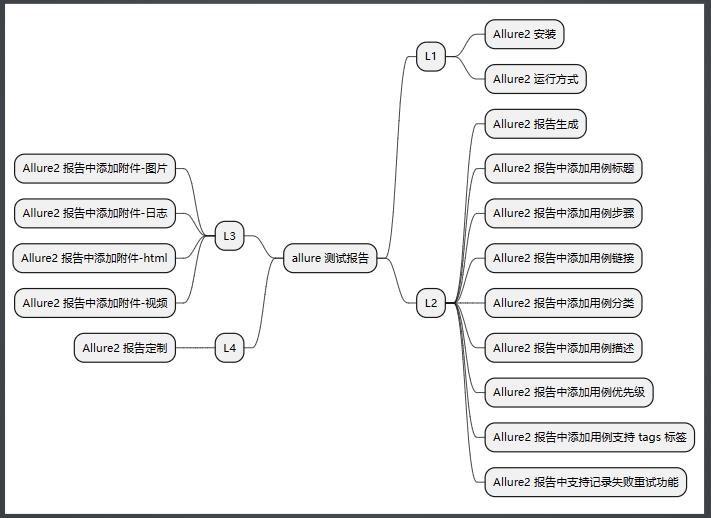 allure 测试报告
L1
Allure2 安装
Allure2 运行方式
L2
Allure2 报告生成
Allure2 报告中添加用例标题
Allure2 报告中添加用例步骤
Allure2 报告中添加用例链接
Allure2 报告中添加用例分类
Allure2 报告中添加用例描述
Allure2 报告中添加用例优先级
Allure2 报告中添加用例支持 tags 标签
Allure2 报告中支持记录失败重试功能
L3
Allure2 报告中添加附件-图片
Allure2 报告中添加附件-日志
Allure2 报告中添加附件-html
Allure2 报告中添加附件-视频
L4
Allure2 报告定制